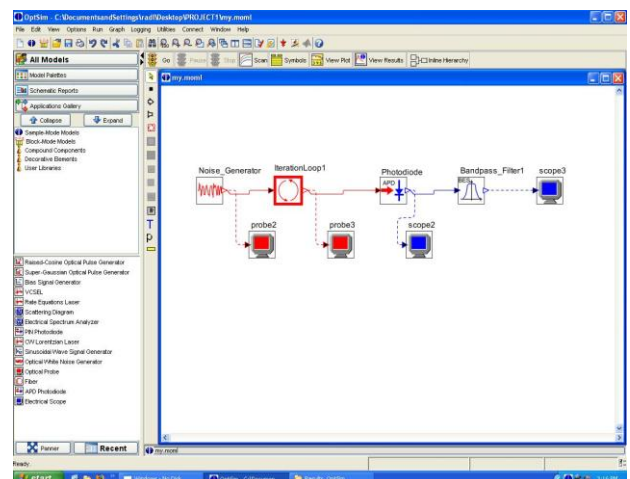 OptSim - C:\DocumentsandSettings\radl\Desktop\PROJECT1\my.moml
File Edit View Options Run Graph Logging Utilities Connect Window Help
All Models
Model Palettes
Schematic Reports
Applications Gallery
Collapse Expand
Sample-Mode Models
Block-Mode Models
Compound Components
Decorative Elements
User Libraries
Raised-Cosine Optical Pulse Generator
Super-Gaussian Optical Pulse Generator
Bias Signal Generator
VCSEL
Rate Equations Laser
Scattering Diagram
Electrical Spectrum Analyzer
PIN Photodiode
CW Lorentzian Laser
Sinusoidal Wave Signal Generator
Optical White Noise Generator
Optical Probe
Fiber
APD Photodiode
Electrical Scope
Panner Recent
Ready.
Go Pause Stop Scan Symbols View Plot View Results Inline Hierarchy
my.moml
Noise_Generator IterationLoop1 Photodiode Bandpass_Filter1 scope3
APD
probe2 probe3 scope2
my.moml
start